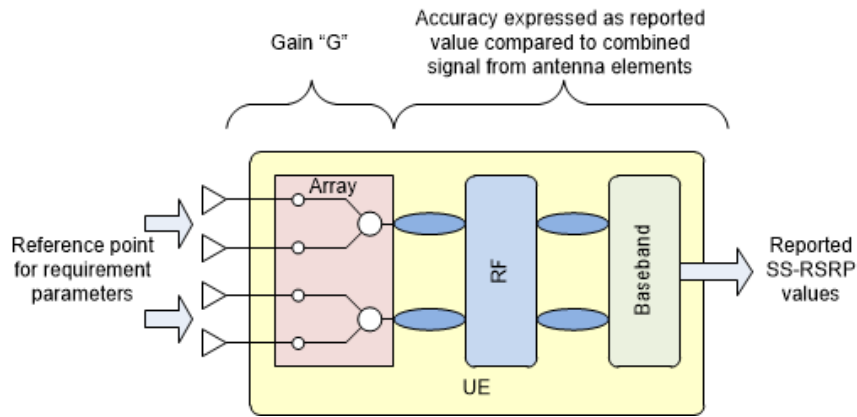 Gain “G”
Accuracy expressed as reported
value compared to combined
signal from antenna elements
Array
Reference point
for requirement
parameters
RF
Baseband
Reported
SS-RSRP
values
UE